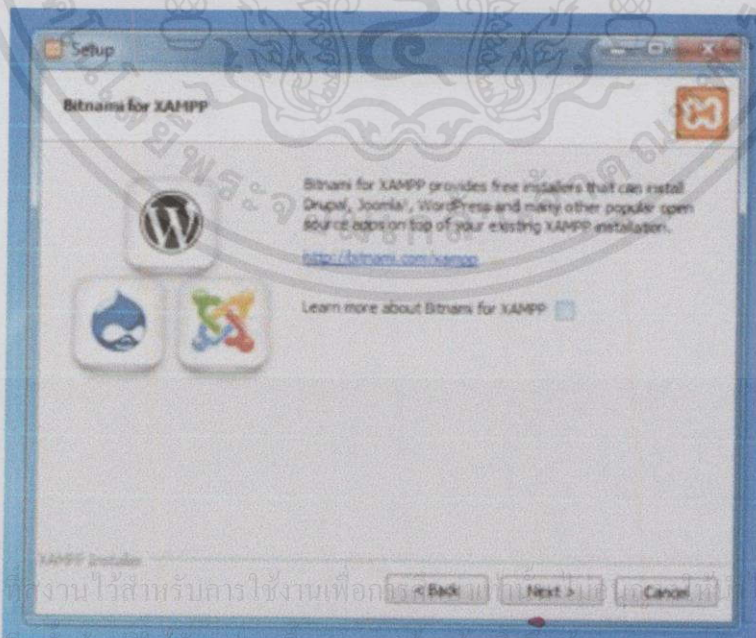 Setup
Bitnami for XAMPP
Bitnami for XAMPP provides free installers that can install
Drupal, Joomla!, WordPress and many other popular open
source apps on top of your existing XAMPP installation.
http://bitnami.com/xampp
Learn more about Bitnami for XAMPP
XAMPP Installer
< Back
Next >
Cancel